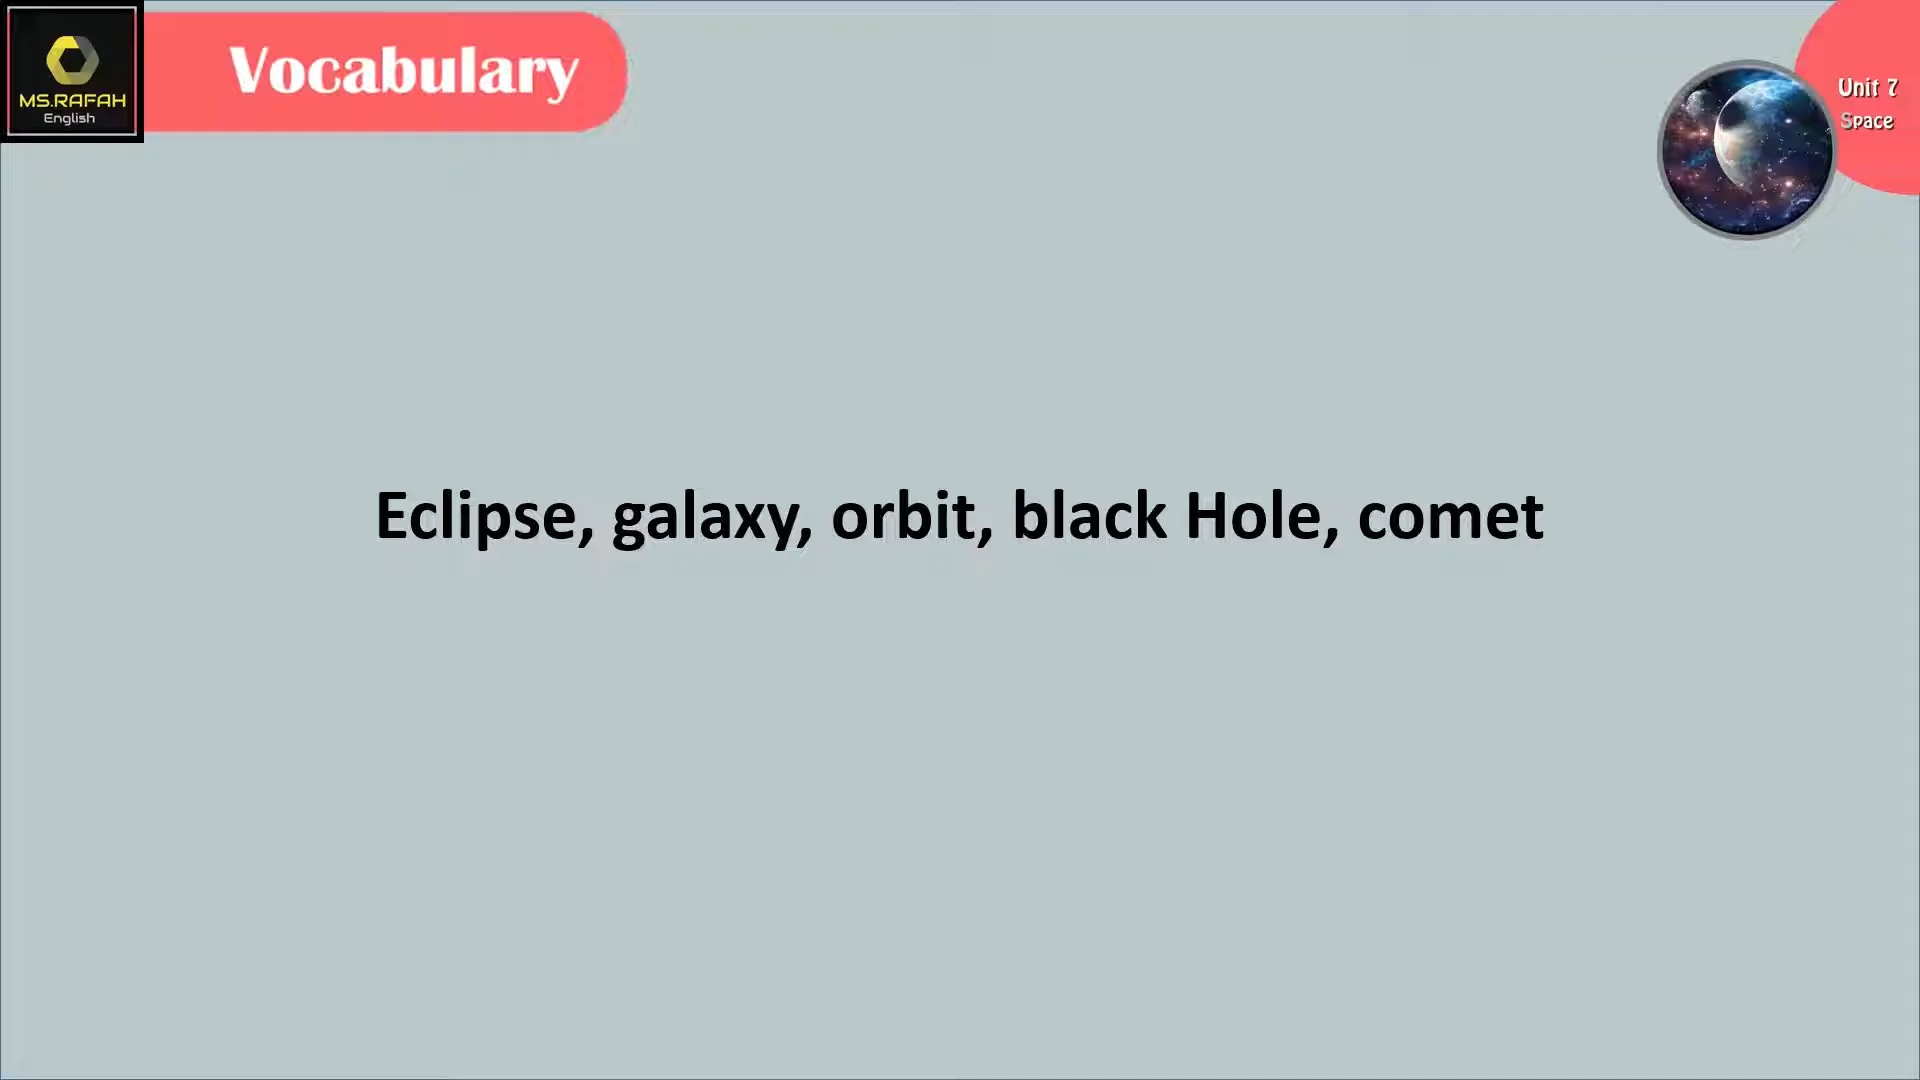 MS.RAFAH
English
Vocabulary
Unit 7
Space
Eclipse, galaxy, orbit, black Hole, comet